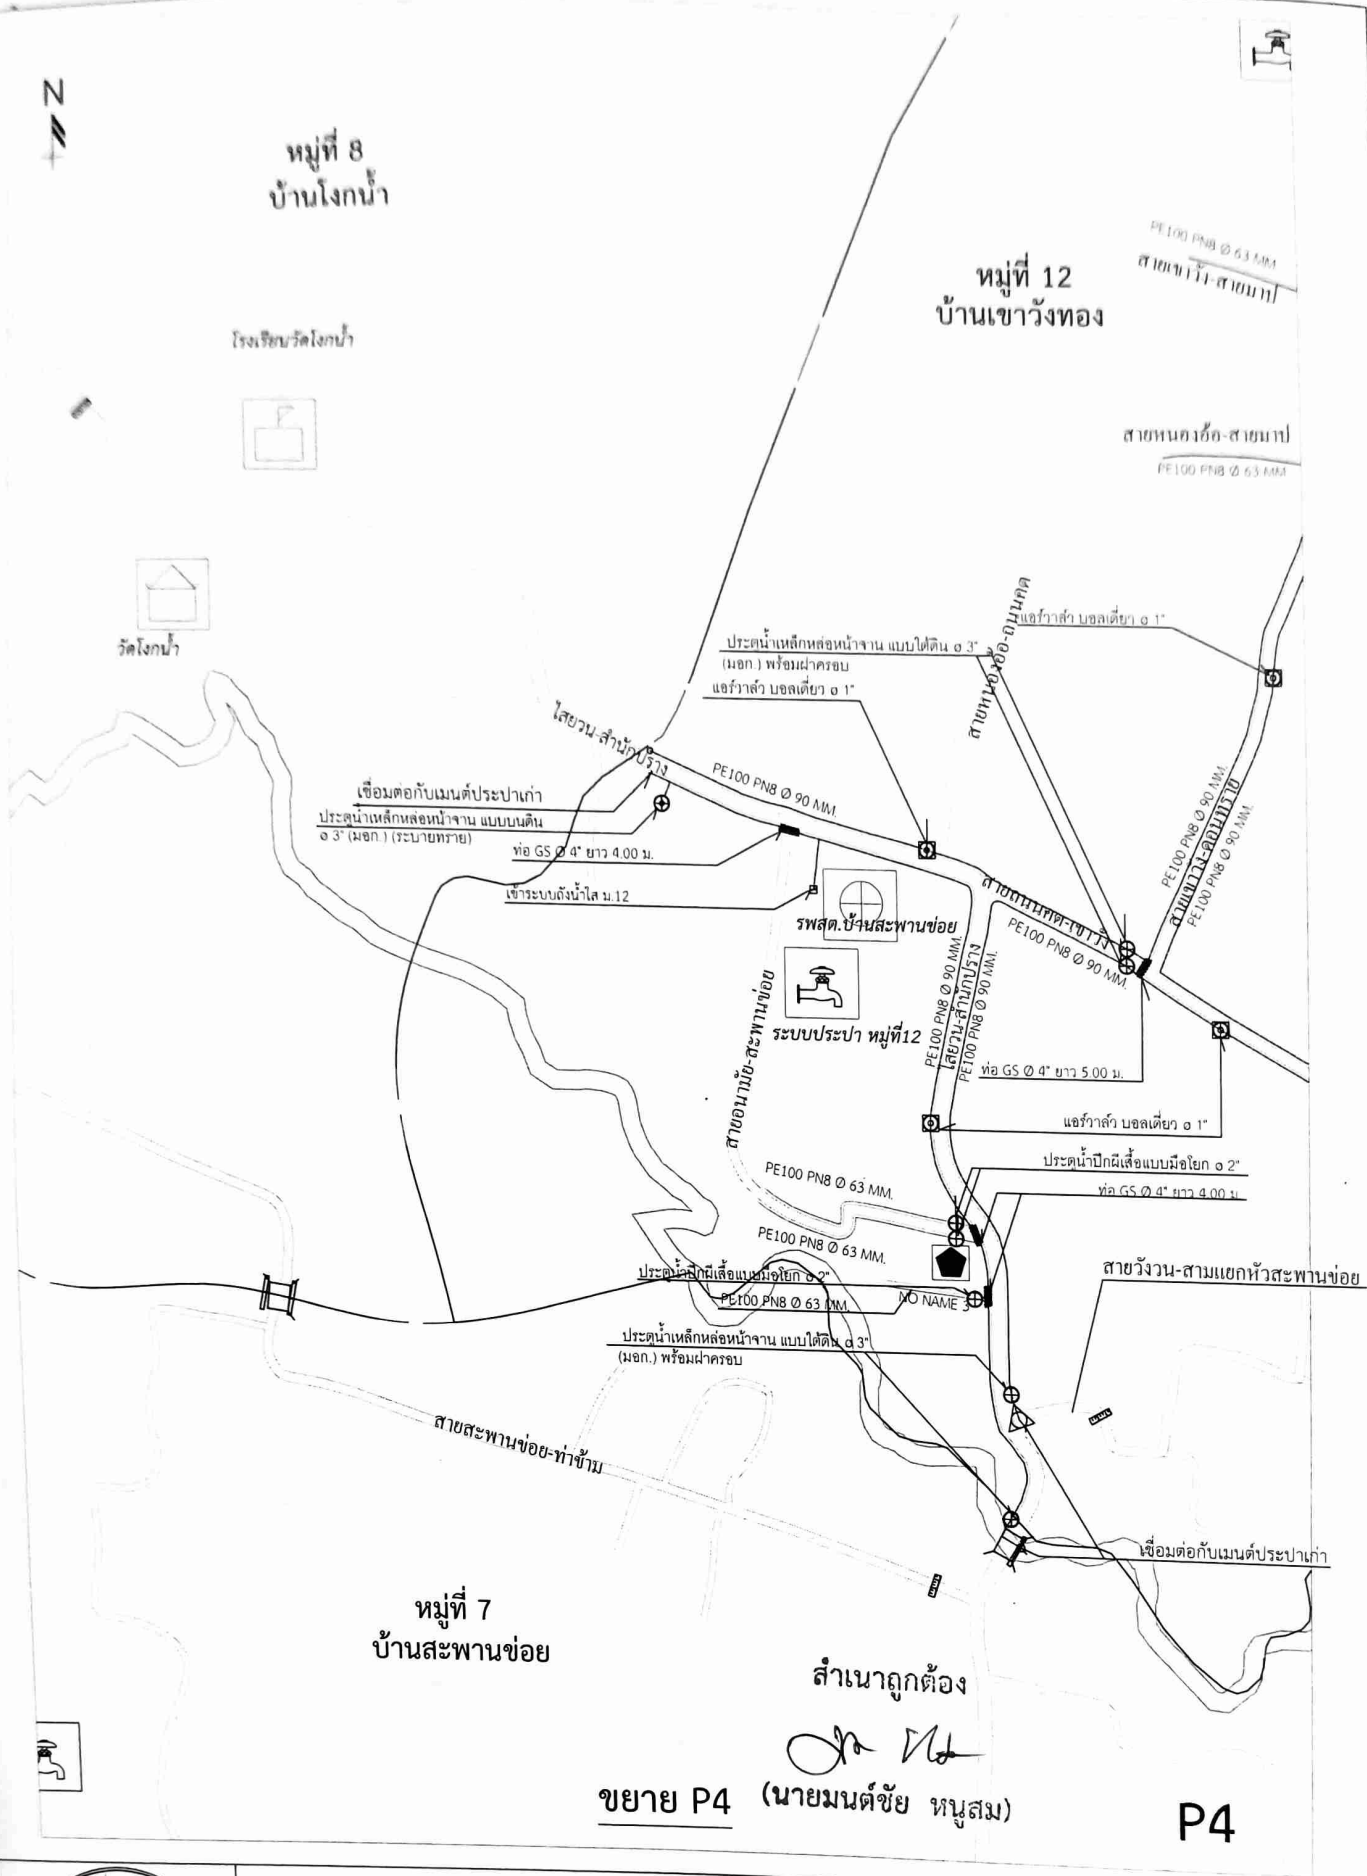 N
หมู่ที่ 8
บ้านโงกน้ำ
หมู่ที่ 12
บ้านเขาวังทอง
PE100 PN8 Ø 63 MM.
สายเขาวัง-สายมาป
โรงเรียนวัดโงกน้ำ
สายหนองอ้อ-สายมาป
PE100 PN8 Ø 63 MM.
วัดโงกน้ำ
แอร์วาล์ว บอลเดี่ยว ø 1"
ประตูน้ำเหล็กหล่อหน้าจาน แบบใต้ดิน ø 3"
(มอก.) พร้อมฝาครอบ
แอร์วาล์ว บอลเดี่ยว ø 1"
สายหนองอ้อ-ถนนคต
ไสยวน-สำนักปราง
PE100 PN8 Ø 90 MM.
เชื่อมต่อกับเมนต์ประปาเก่า
ประตูน้ำเหล็กหล่อหน้าจาน แบบบนดิน
ø 3" (มอก.) (ระบายทราย)
ท่อ GS Ø 4" ยาว 4.00 ม.
เข้าระบบถังน้ำใส ม.12
PE100 PN8 Ø 90 MM.
สายเขาวัง-ดอนทราย
PE100 PN8 Ø 90 MM.
สายถนนคต-เขาวัง
PE100 PN8 Ø 90 MM.
รพสต.บ้านสะพานข่อย
PE100 PN8 Ø 90 MM.
ไสยวน-สำนักปราง
PE100 PN8 Ø 90 MM.
ระบบประปา หมู่ที่12
สายอนามัย-สะพานข่อย
ท่อ GS Ø 4" ยาว 5.00 ม.
แอร์วาล์ว บอลเดี่ยว ø 1"
ประตูน้ำปีกผีเสื้อแบบมือโยก ø 2"
PE100 PN8 Ø 63 MM.
ท่อ GS Ø 4" ยาว 4.00 ม.
PE100 PN8 Ø 63 MM.
ประตูน้ำปีกผีเสื้อแบบมือโยก ø 2"
สายวังวน-สามแยกหัวสะพานข่อย
PE100 PN8 Ø 63 MM.
NO NAME 3
ประตูน้ำเหล็กหล่อหน้าจาน แบบใต้ดิน ø 3"
(มอก.) พร้อมฝาครอบ
สายสะพานข่อย-ท่าข้าม
เชื่อมต่อกับเมนต์ประปาเก่า
หมู่ที่ 7
บ้านสะพานข่อย
สำเนาถูกต้อง
ขยาย P4
(นายมนต์ชัย หนูสม)
P4